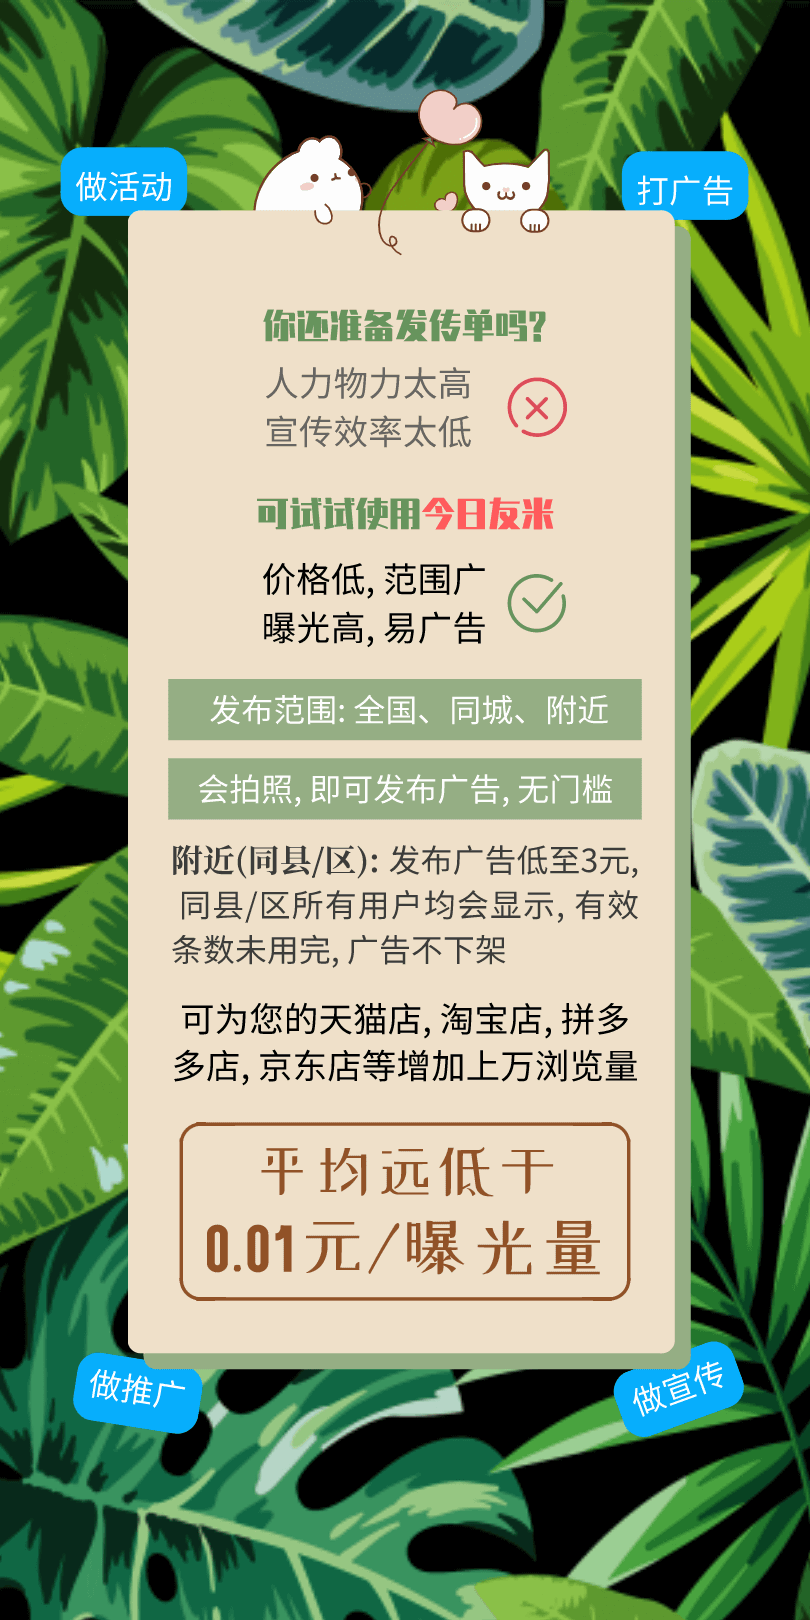 做活动
打广告
你还准备发传单吗?
人力物力太高
宣传效率太低
可试试使用今日友米
价格低, 范围广
曝光高, 易广告
发布范围: 全国、同城、附近
会拍照, 即可发布广告, 无门槛
附近(同县/区): 发布广告低至3元,
同县/区所有用户均会显示, 有效
条数未用完, 广告不下架
可为您的天猫店, 淘宝店, 拼多
多店, 京东店等增加上万浏览量
平均远低于
0.01元/曝光量
做推广
做宣传